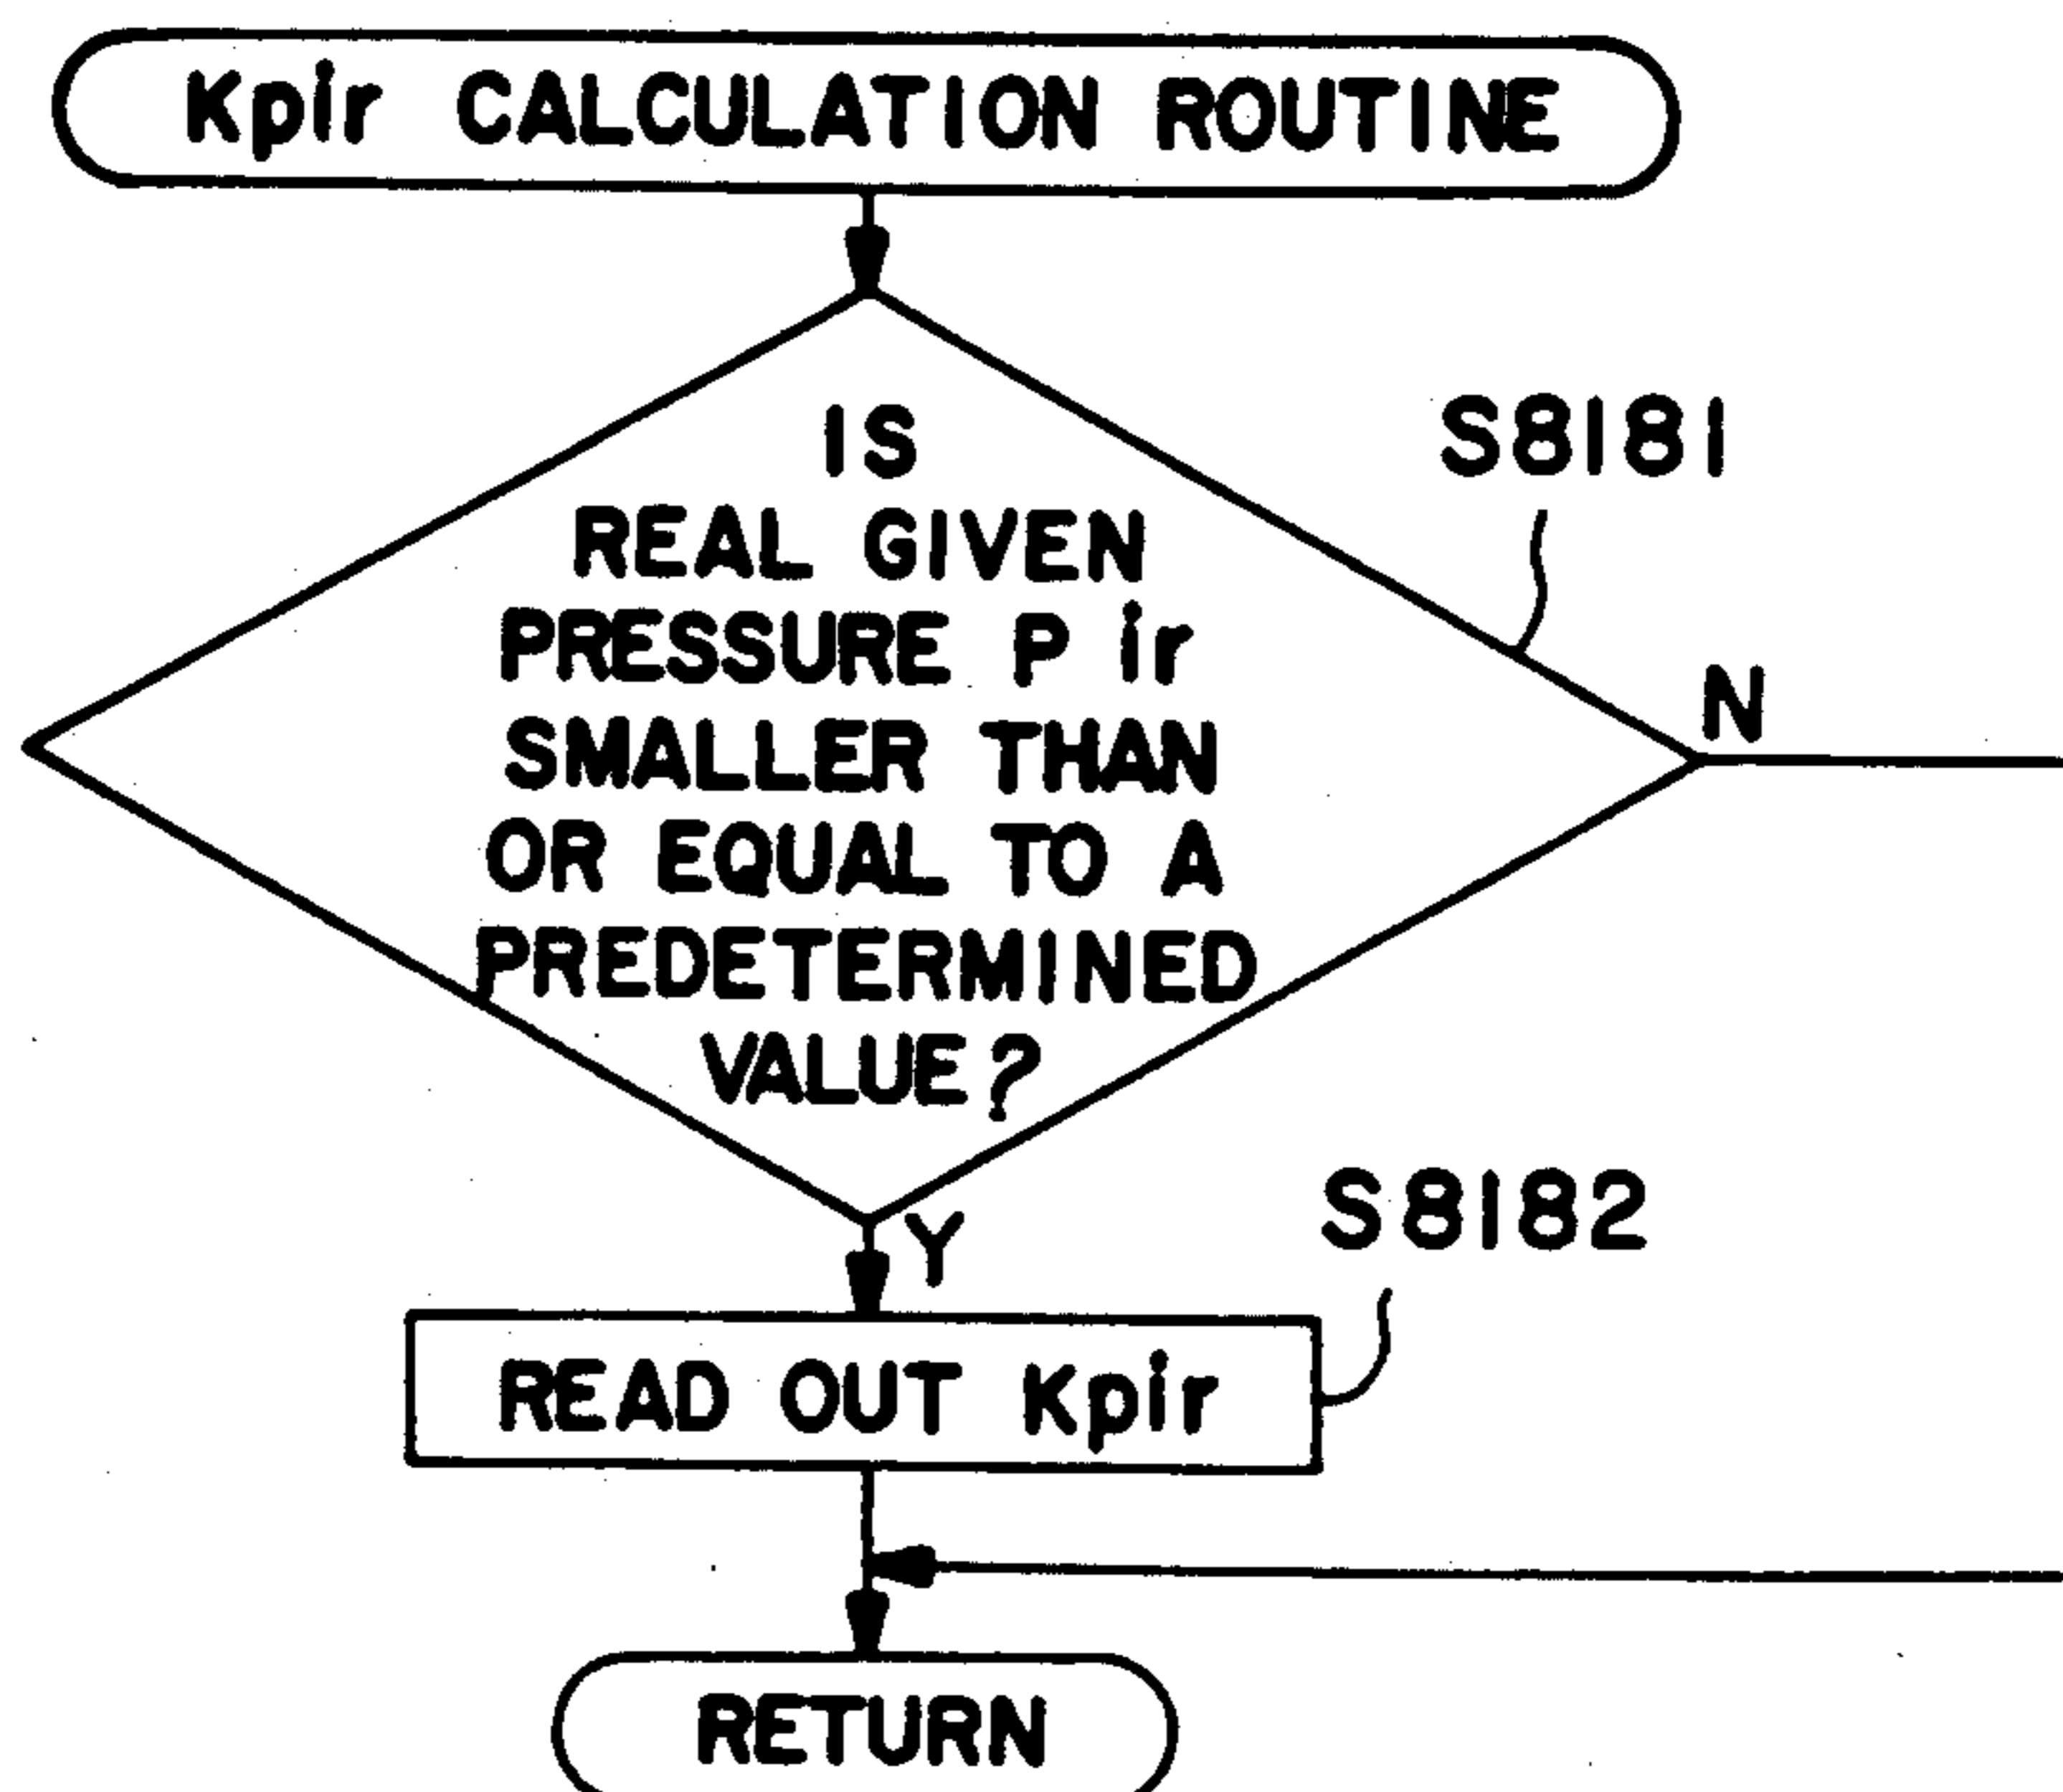 Kpir CALCULATION ROUTINE
IS
REAL GIVEN
PRESSURE P ir
SMALLER THAN
OR EQUAL TO A
PREDETERMINED
VALUE?
S8181
N
Y
S8182
READ OUT Kpir
RETURN